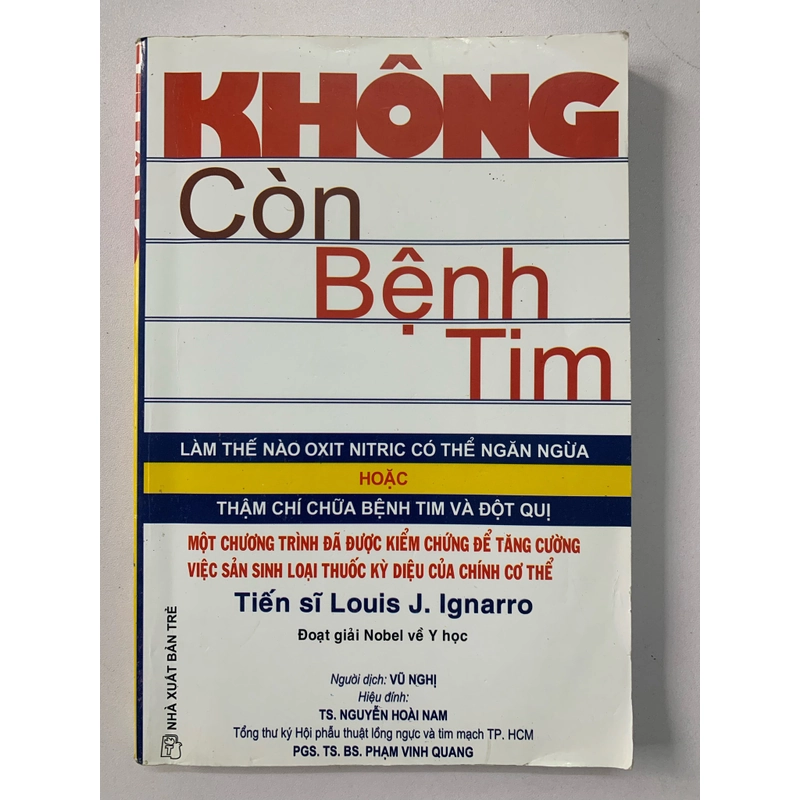 KHÔNG
Còn
Bệnh
Tim
LÀM THẾ NÀO OXIT NITRIC CÓ THỂ NGĂN NGỪA
HOẶC
THẬM CHÍ CHỮA BỆNH TIM VÀ ĐỘT QUỊ
MỘT CHƯƠNG TRÌNH ĐÃ ĐƯỢC KIỂM CHỨNG ĐỂ TĂNG CƯỜNG
VIỆC SẢN SINH LOẠI THUỐC KỲ DIỆU CỦA CHÍNH CƠ THỂ
Tiến sĩ Louis J. Ignarro
Đoạt giải Nobel về Y học
Người dịch: VŨ NGHỊ
Hiệu đính:
TS. NGUYỄN HOÀI NAM
Tổng thư ký Hội phẫu thuật lồng ngực và tim mạch TP. HCM
PGS. TS. BS. PHẠM VINH QUANG
NHÀ XUẤT BẢN TRẺ